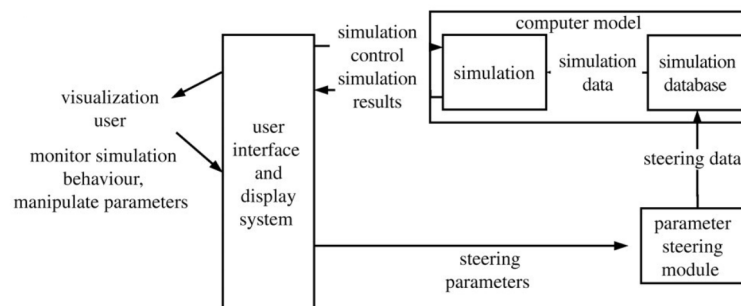 computer model
simulation
control
simulation
results
simulation
simulation
data
simulation
database
visualization
user
monitor simulation
behaviour,
manipulate parameters
user
interface
and
display
system
steering data
steering
parameters
parameter
steering
module